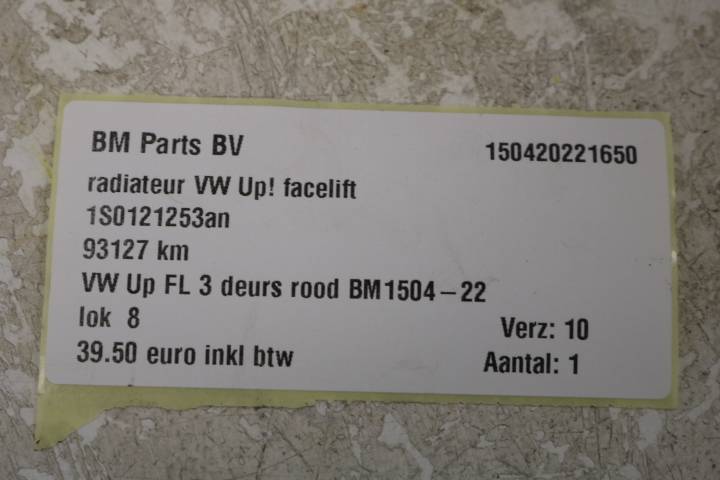 BM Parts BV 150420221650
radiateur VW Up! facelift
1S0121253an
93127 km
VW Up FL 3 deurs rood BM1504-22
lok 8 Verz: 10
39.50 euro inkl btw Aantal: 1